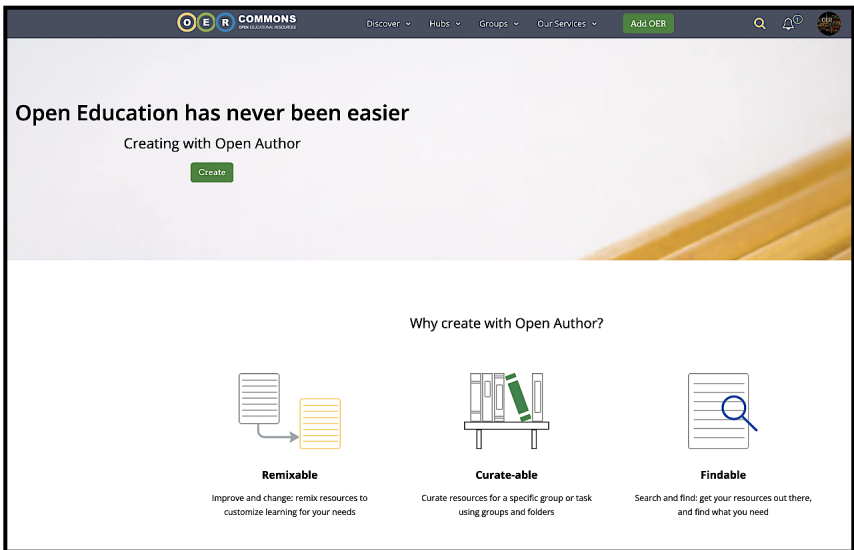 OER COMMONS
OPEN EDUCATIONAL RESOURCES
Discover Hubs Groups Our Services Add OER 1 OER
Open Education has never been easier
Creating with Open Author
Create
Why create with Open Author?
Remixable Curate-able Findable
Improve and change: remix resources to Curate resources for a specific group or task Search and find: get your resources out there,
customize learning for your needs using groups and folders and find what you need